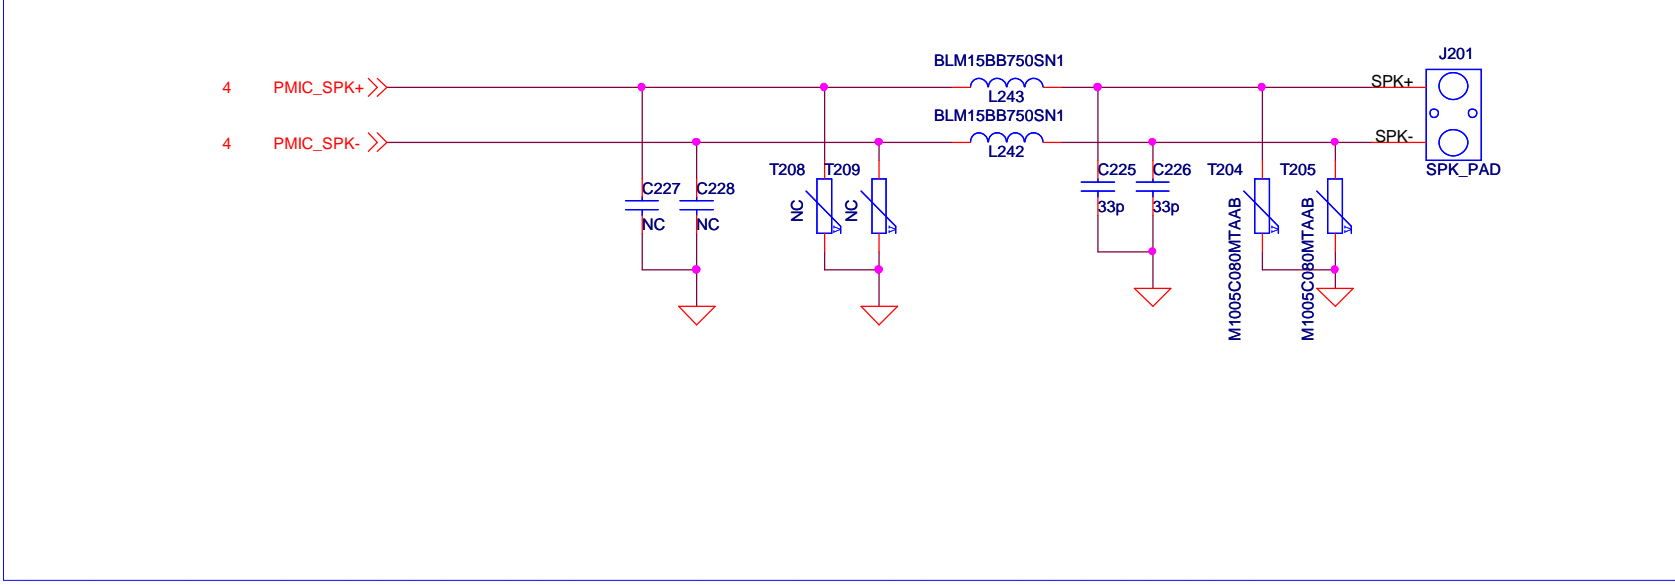 J201
BLM15BB750SN1
4 PMIC_SPK+ SPK+
L243
BLM15BB750SN1
4 PMIC_SPK- SPK-
L242
T208 T209 C225 C226 T204 T205 SPK_PAD
C227 C228
NC NC 33p 33p
NC NC
M1005C080MTAAB M1005C080MTAAB
V V V V